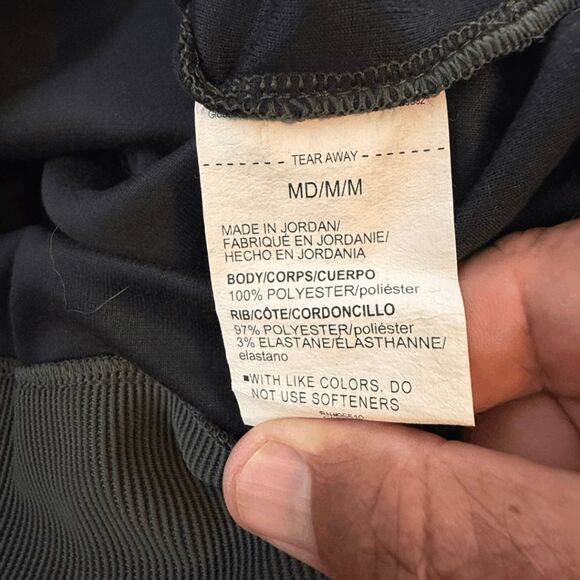 TEAR AWAY
MD/M/M
MADE IN JORDAN/
FABRIQUÉ EN JORDANIE/
HECHO EN JORDANIA
BODY/CORPS/CUERPO
100% POLYESTER/poliéster
RIB/CÔTE/CORDONCILLO
97% POLYESTER/poliéster
3% ELASTANE/ÉLASTHANNE/
elastano
▪WITH LIKE COLORS. DO
NOT USE SOFTENERS